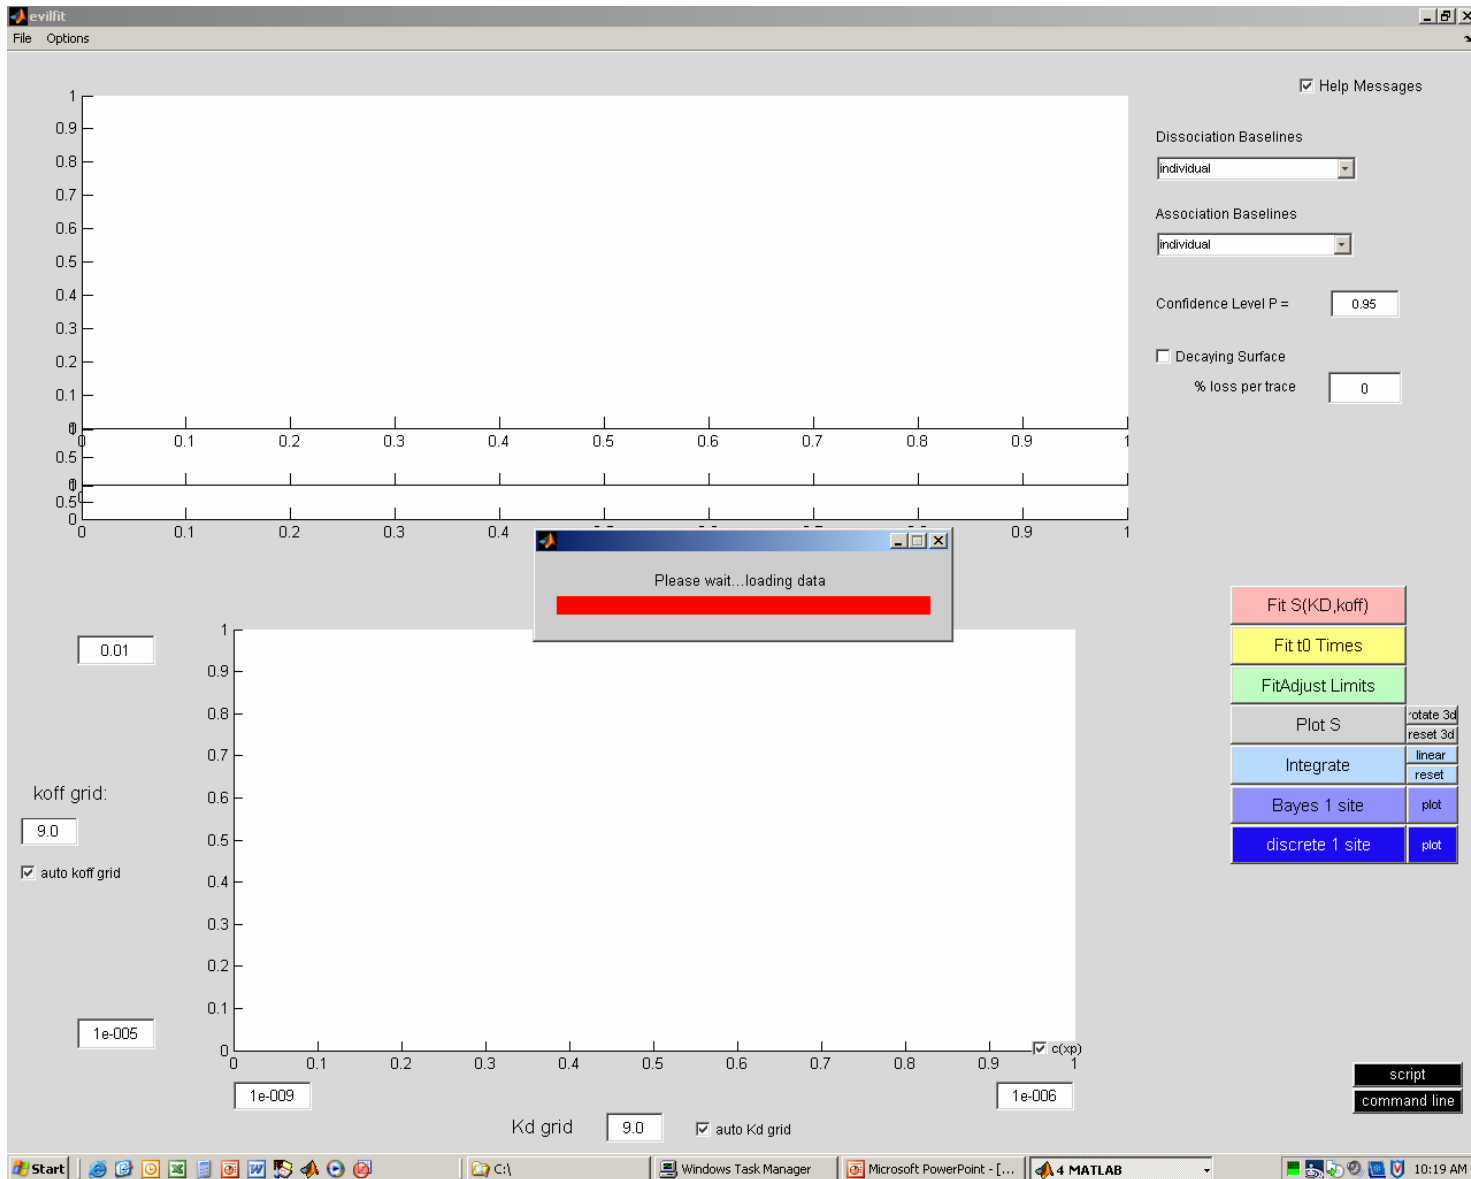 evilfit
File Options
Help Messages
Dissociation Baselines
individual
Association Baselines
individual
Confidence Level P = 0.95
Decaying Surface
% loss per trace 0
1
0.9
0.8
0.7
0.6
0.5
0.4
0.3
0.2
0.1
0 0.1 0.2 0.3 0.4 0.5 0.6 0.7 0.8 0.9 1
0.5
0.5
0
0 0.1 0.2 0.3 0.4 0.9 1
Please wait...loading data
Fit S(KD,koff)
Fit t0 Times
FitAdjust Limits
Plot S
rotate 3d
reset 3d
Integrate
linear
reset
Bayes 1 site plot
discrete 1 site plot
0.01
koff grid:
9.0
auto koff grid
1e-005
1
0.9
0.8
0.7
0.6
0.5
0.4
0.3
0.2
0.1
0
0 0.1 0.2 0.3 0.4 0.5 0.6 0.7 0.8 0.9 1
c(xp)
1e-009 1e-006
Kd grid 9.0 auto Kd grid
script
command line
Start C:\ Windows Task Manager Microsoft PowerPoint - [... 4 MATLAB 10:19 AM